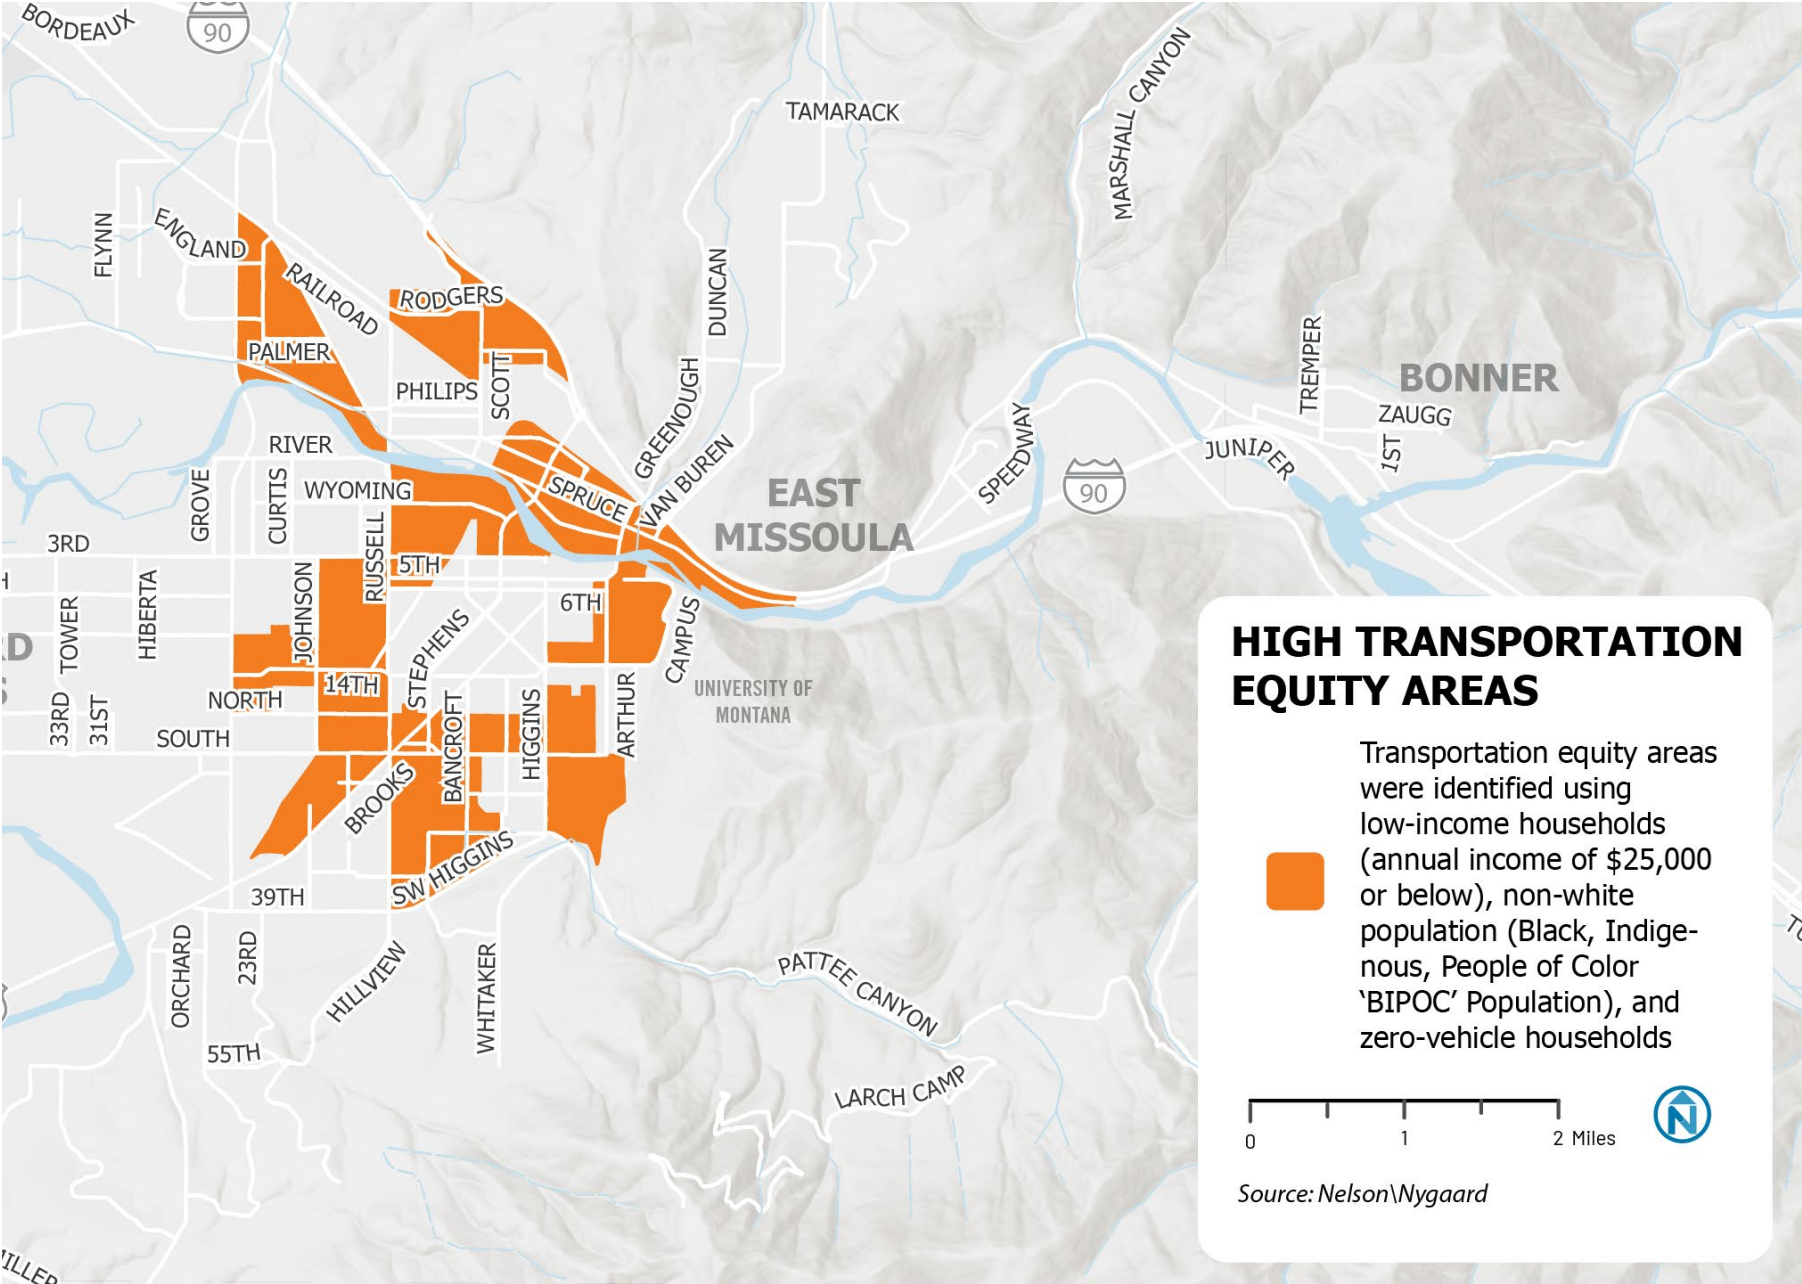 BORDEAUX
90
TAMARACK
MARSHALL CANYON
FLYNN
ENGLAND
RAILROAD
RODGERS
DUNCAN
PALMER
PHILIPS
SCOTT
GREENOUGH
TREMPER
BONNER
ZAUGG
1ST
RIVER
GROVE
CURTIS
WYOMING
SPRUCE
VAN BUREN
EAST
MISSOULA
SPEEDWAY
90
JUNIPER
3RD
RUSSELL
5TH
6TH
TOWER
HIBERTA
JOHNSON
STEPHENS
CAMPUS
UNIVERSITY OF
MONTANA
33RD
31ST
NORTH
14TH
BANCROFT
HIGGINS
ARTHUR
SOUTH
BROOKS
SW HIGGINS
39TH
ORCHARD
23RD
HILLVIEW
WHITAKER
55TH
PATTEE CANYON
LARCH CAMP
HIGH TRANSPORTATION
EQUITY AREAS
Transportation equity areas
were identified using
low-income households
(annual income of $25,000
or below), non-white
population (Black, Indige-
nous, People of Color
‘BIPOC’ Population), and
zero-vehicle households
0 1 2 Miles
N
Source: Nelson\Nygaard